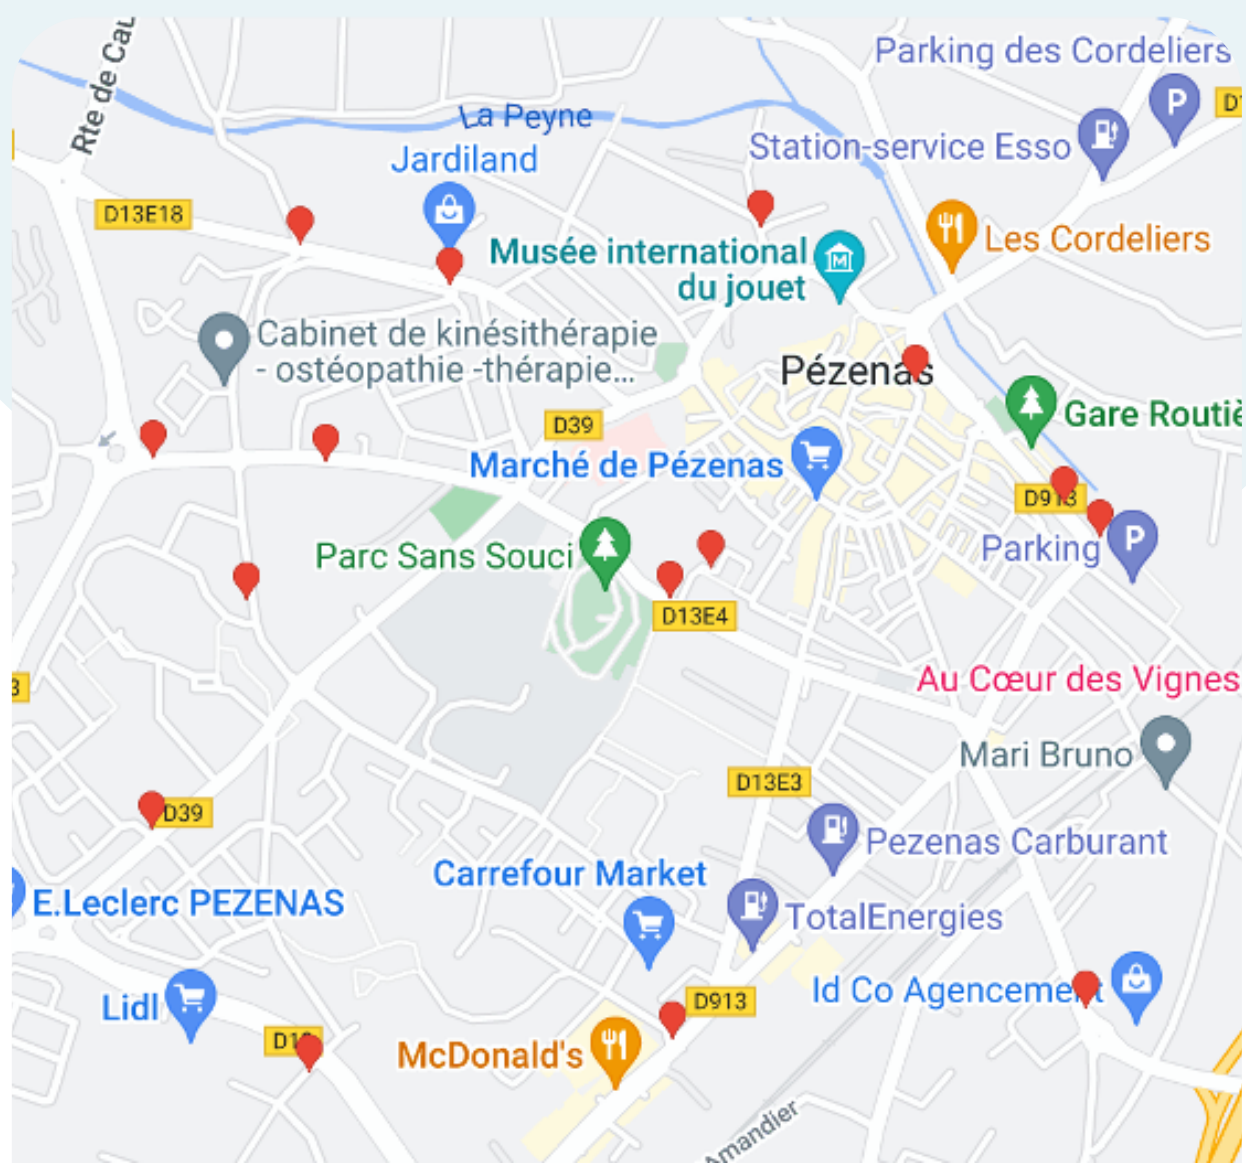 Rte de Cau
Parking des Cordeliers
La Peyne
Station-service Esso
Jardiland
D13E18
Les Cordeliers
Musée international
du jouet
Cabinet de kinésithérapie
- ostéopathie -thérapie...
Pézenas
D39
Gare Routiè
Marché de Pézenas
D913
Parking
Parc Sans Souci
D13E4
Au Cœur des Vignes
Mari Bruno
D13E3
D39
Pezenas Carburant
Carrefour Market
E.Leclerc PEZENAS
TotalEnergies
Id Co Agencement
Lidl
D913
McDonald's
Amandier